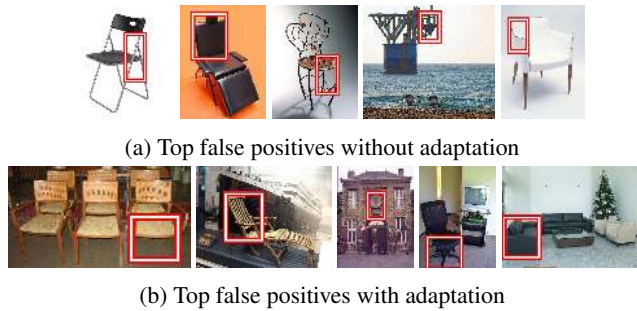 (a) Top false positives without adaptation
(b) Top false positives with adaptation